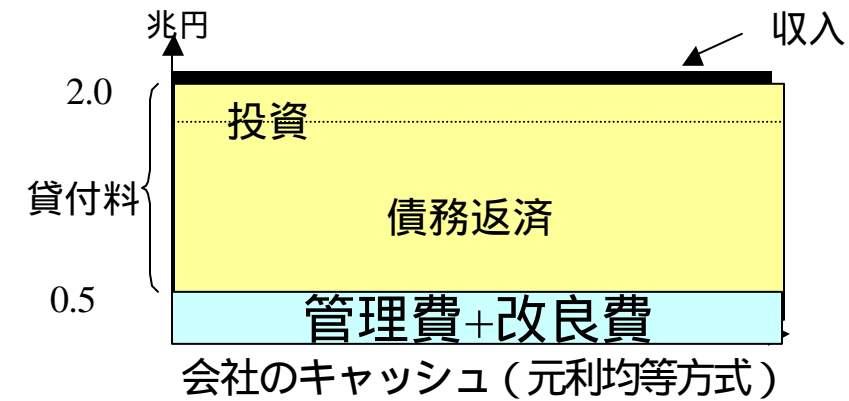 兆円
収入
2.0
投資
貸付料
債務返済
0.5
管理費+改良費
会社のキャッシュ（元利均等方式）